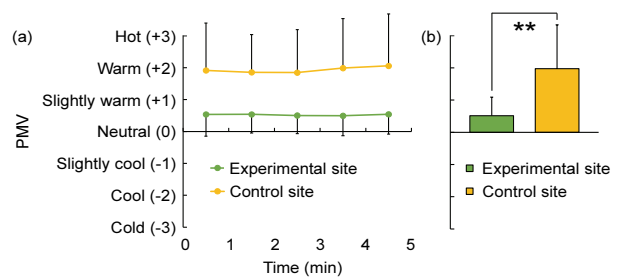 (a)
PMV
Hot (+3)
Warm (+2)
Slightly warm (+1)
Neutral (0)
Slightly cool (-1)
Cool (-2)
Cold (-3)
Experimental site
Control site
0 1 2 3 4 5
Time (min)
(b)
**
Experimental site
Control site